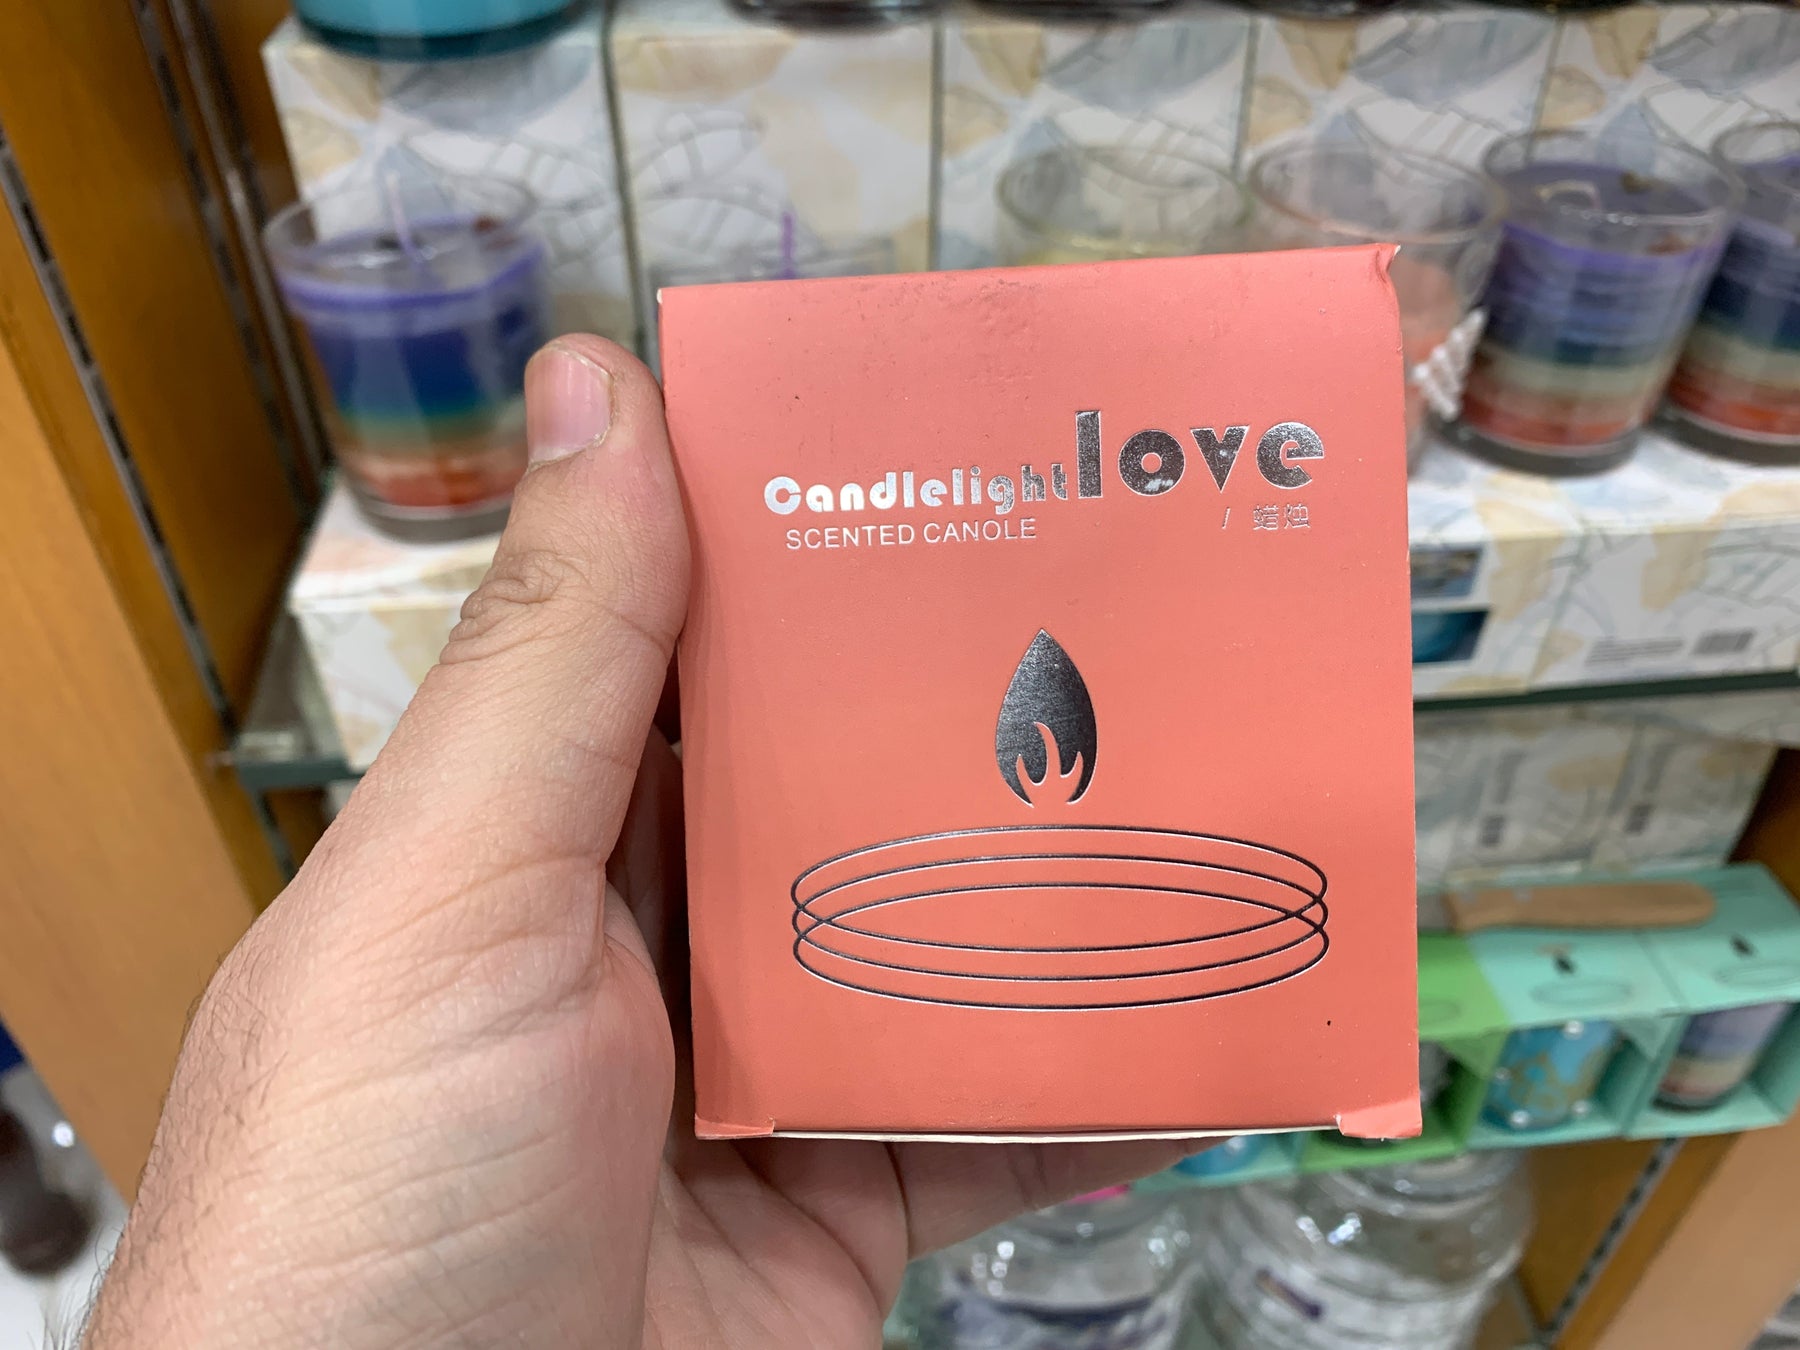 Candlelight love
SCENTED CANOLE / 蜡烛